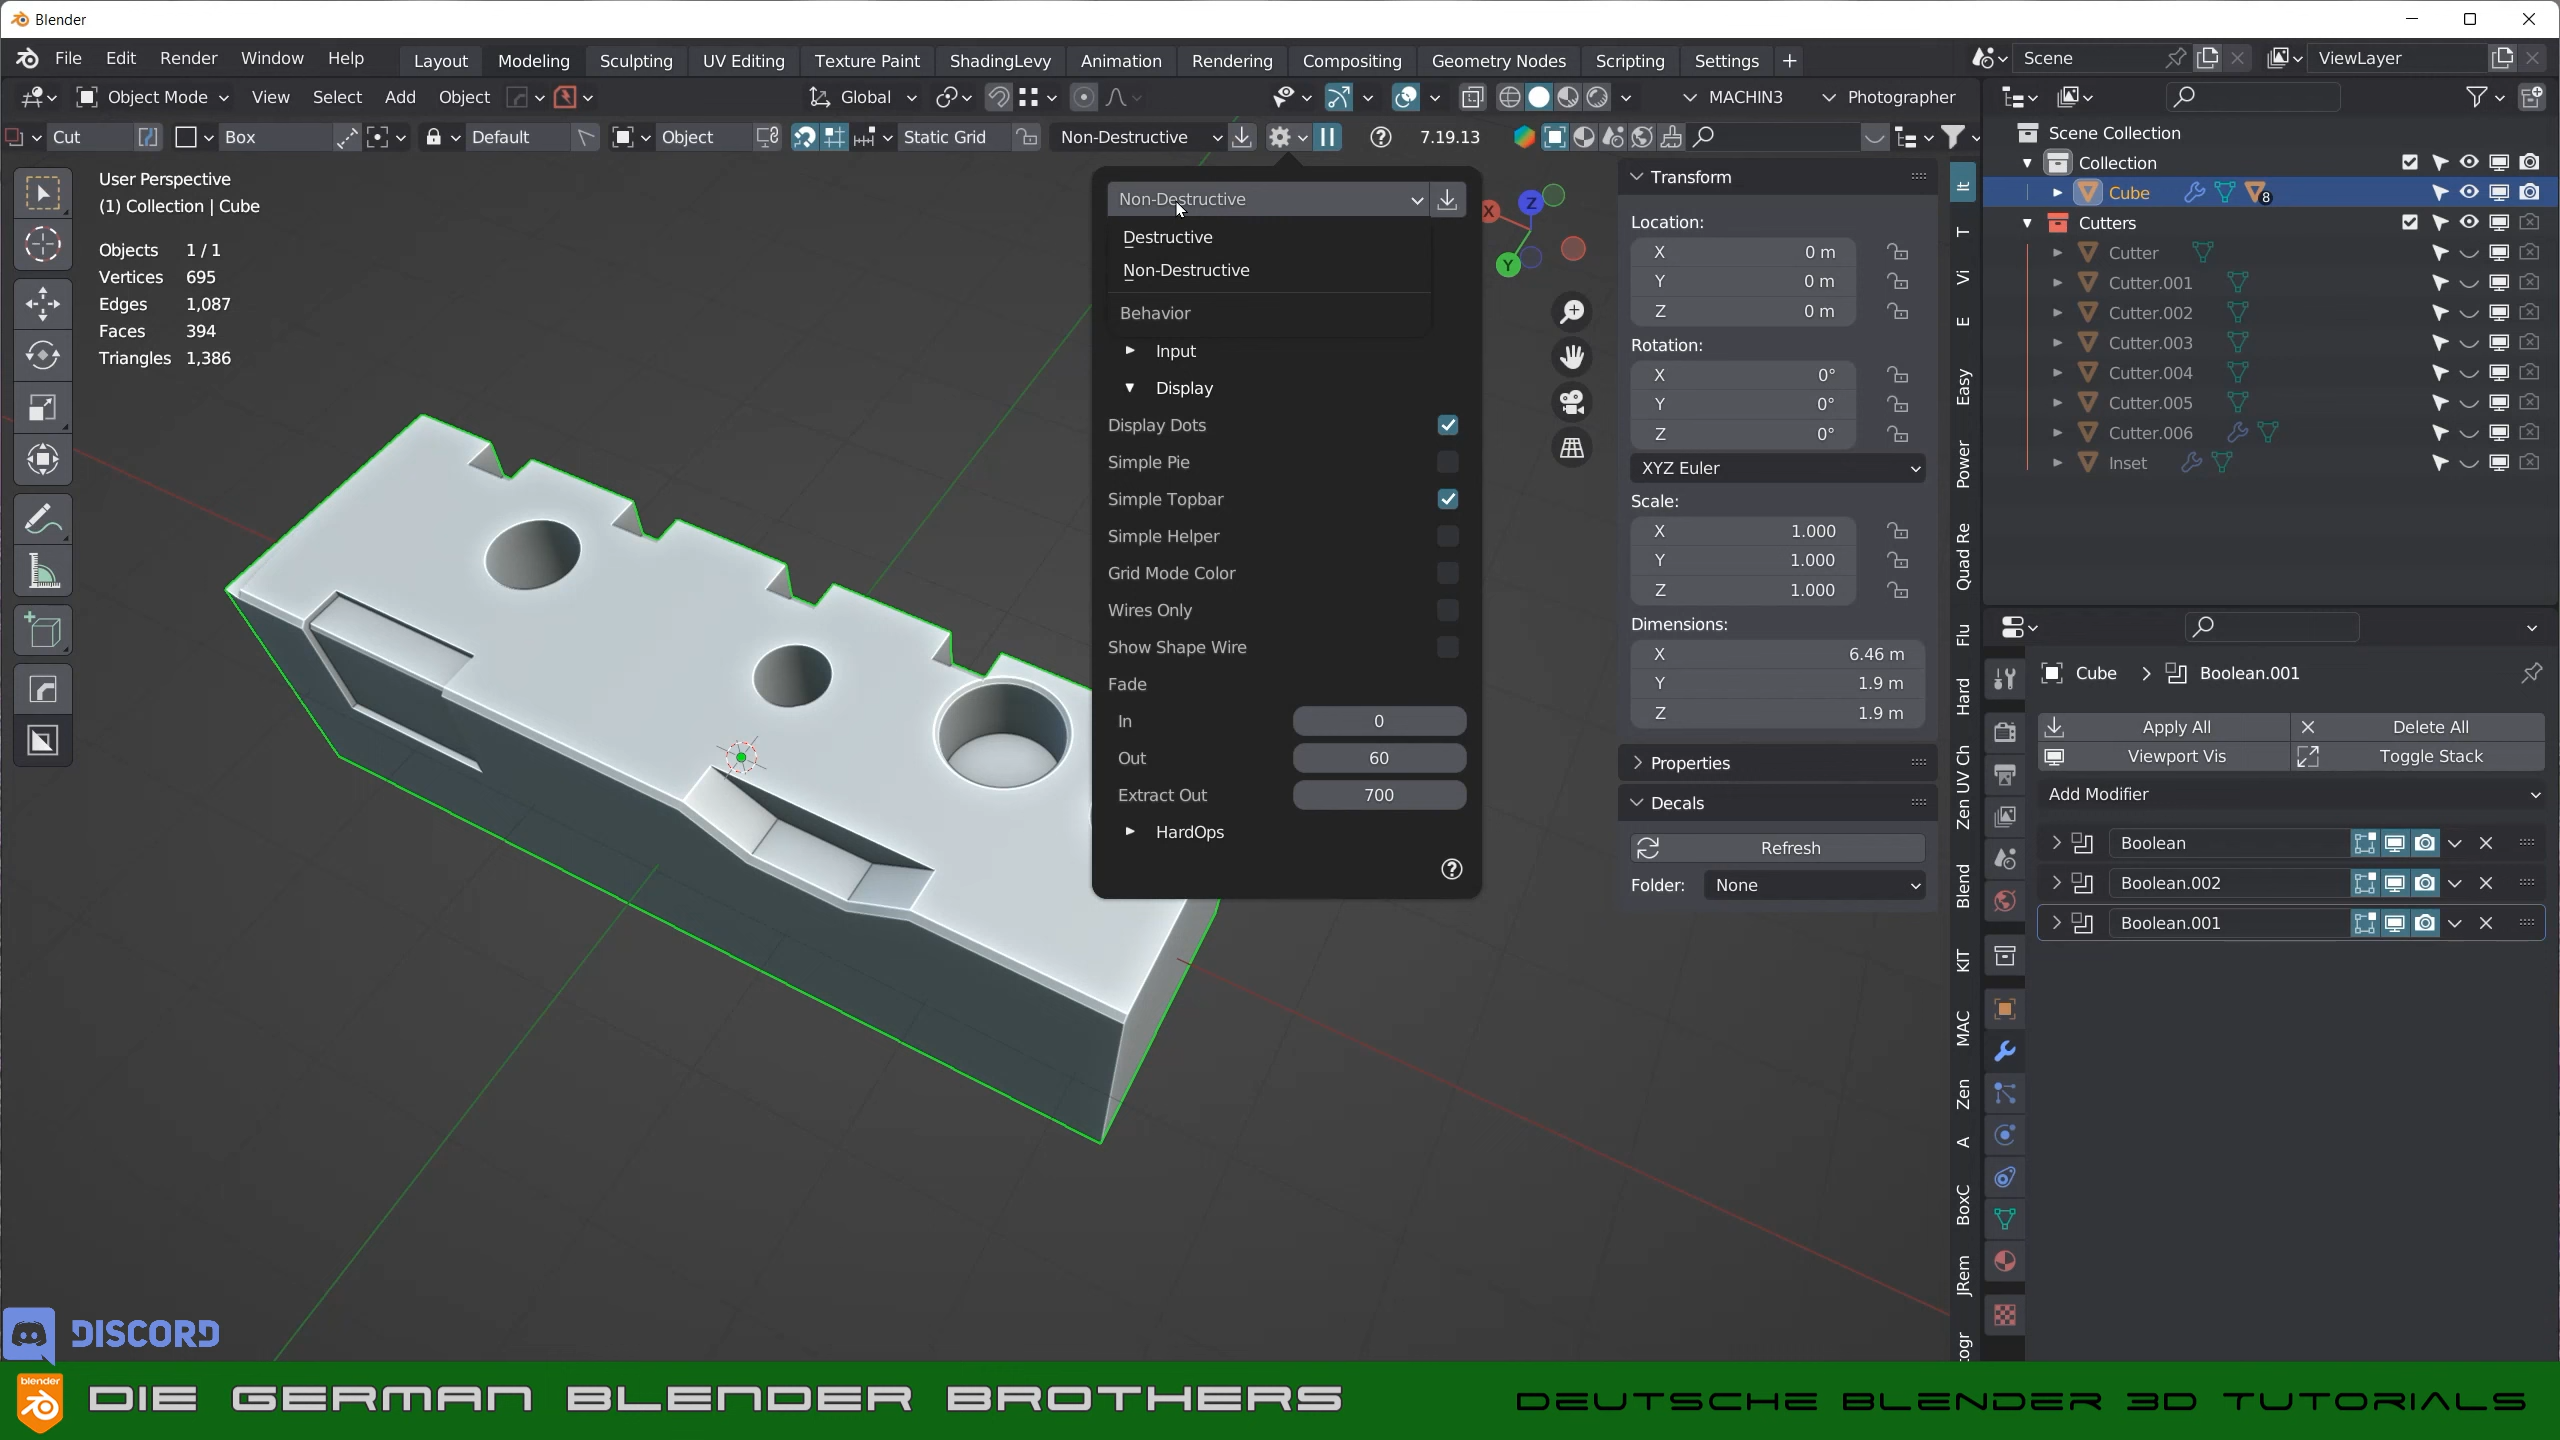 Blender
File Edit Render Window Help Layout Modeling Sculpting UV Editing Texture Paint ShadingLevy Animation Rendering Compositing Geometry Nodes Scripting Settings + Scene ViewLayer
Object Mode View Select Add Object Global MACHIN3 Photographer
Cut Box Default Object Static Grid Non-Destructive 7.19.13
User Perspective
(1) Collection | Cube
Objects 1 / 1
Vertices 695
Edges 1,087
Faces 394
Triangles 1,386
Non-Destructive
Destructive
Non-Destructive
Behavior
Input
Display
Display Dots
Simple Pie
Simple Topbar
Simple Helper
Grid Mode Color
Wires Only
Show Shape Wire
Fade
In 0
Out 60
Extract Out 700
HardOps
X
Z
Y
Transform
Location:
X 0 m
Y 0 m
Z 0 m
Rotation:
X 0°
Y 0°
Z 0°
XYZ Euler
Scale:
X 1.000
Y 1.000
Z 1.000
Dimensions:
X 6.46 m
Y 1.9 m
Z 1.9 m
Properties
Decals
Refresh
Folder: None
It
T
Vi
E
Easy
Power
Quad Re
Flu
Hard
Zen UV Ch
Blend
KIT
MAC
Zen
A
BoxC
JRem
togr
Scene Collection
Collection
Cube 8
Cutters
Cutter
Cutter.001
Cutter.002
Cutter.003
Cutter.004
Cutter.005
Cutter.006
Inset
Cube > Boolean.001
Apply All Delete All
Viewport Vis Toggle Stack
Add Modifier
Boolean
Boolean.002
Boolean.001
DISCORD
blender DIE GERMAN BLENDER BROTHERS DEUTSCHE BLENDER 3D TUTORIALS